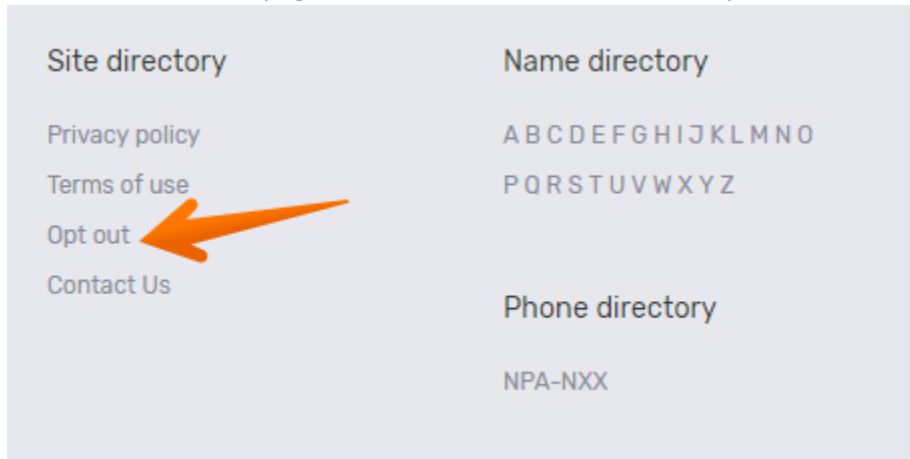 Site directory
Privacy policy
Terms of use
Opt out
Contact Us
Name directory
A B C D E F G H I J K L M N O
P Q R S T U V W X Y Z
Phone directory
NPA-NXX